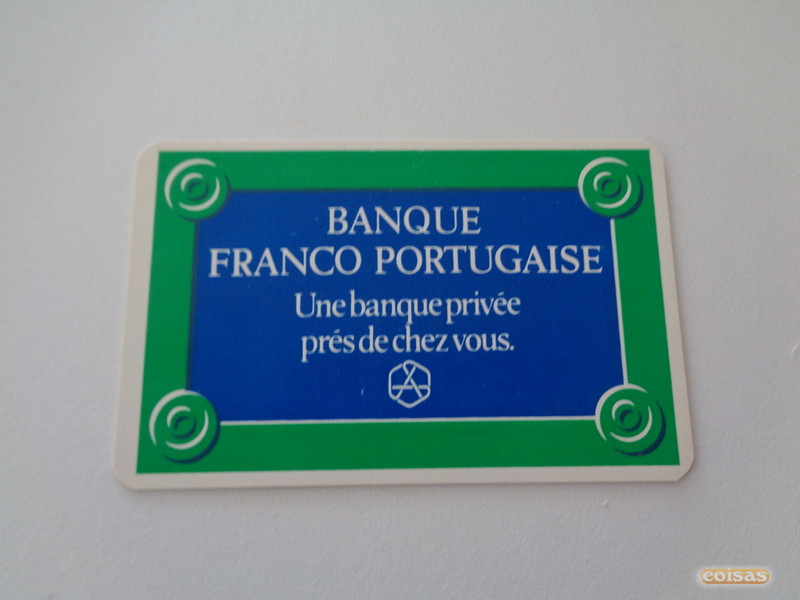 BANQUE
FRANCO PORTUGAISE
Une banque privée
prés de chez vous.
coisas